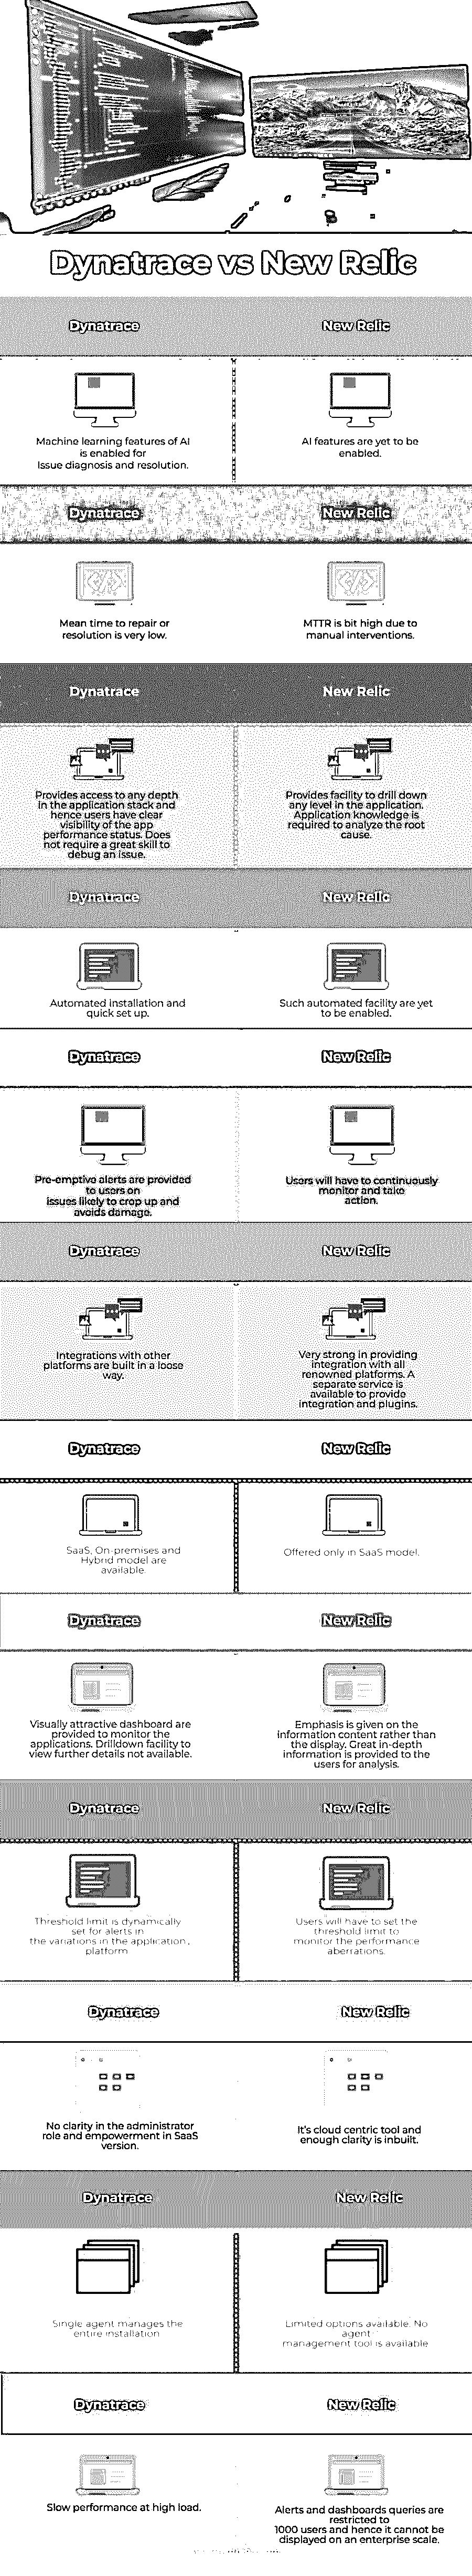 Dynatrace vs New Relic
Dynatrace New Relic
Machine learning features of AI
is enabled for
Issue diagnosis and resolution.
AI features are yet to be
enabled.
Dynatrace New Relic
Mean time to repair or
resolution is very low.
MTTR is bit high due to
manual interventions.
Dynatrace New Relic
Provides access to any depth
in the application stack and
hence users have clear
visibility of the app
performance status. Does
not require a great skill to
debug an issue.
Provides facility to drill down
any level in the application.
Application knowledge is
required to analyze the root
cause.
Dynatrace New Relic
Automated installation and
quick set up.
Such automated facility are yet
to be enabled.
Dynatrace New Relic
Pre-emptive alerts are provided
to users on
issues likely to crop up and
avoids damage.
Users will have to continuously
monitor and take
action.
Dynatrace New Relic
Integrations with other
platforms are built in a loose
way.
Very strong in providing
integration with all
renowned platforms. A
separate service is
available to provide
integration and plugins.
Dynatrace New Relic
SaaS, On-premises and
Hybrid model are
available.
Offered only in SaaS model.
Dynatrace New Relic
Visually attractive dashboard are
provided to monitor the
applications. Drilldown facility to
view further details not available.
Emphasis is given on the
information content rather than
the display. Great in-depth
information is provided to the
users for analysis.
Dynatrace New Relic
Threshold limit is dynamically
set for alerts in
the variations in the application,
platform
Users will have to set the
threshold limit to
monitor the performance
aberrations.
Dynatrace New Relic
No clarity in the administrator
role and empowerment in SaaS
version.
It's cloud centric tool and
enough clarity is inbuilt.
Dynatrace New Relic
Single agent manages the
entire installation
Limited options available. No
agent
management tool is available
Dynatrace New Relic
Slow performance at high load.
Alerts and dashboards queries are
restricted to
1000 users and hence it cannot be
displayed on an enterprise scale.